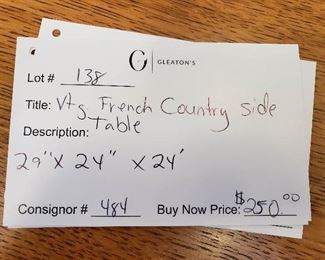 G | GLEATON'S
Lot # 138
Title: Vtg French Country side
Table
Description:
29" x 24" x 24'
Consignor # 484 Buy Now Price: $250.00